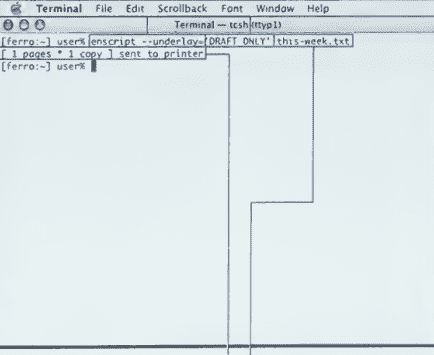 Terminal File Edit Scrollback Font Window Help
Terminal — tcsh (ttyp1)
[ferro:~] user% enscript --underlay='DRAFT ONLY' this-week.txt
[ 1 pages * 1 copy ] sent to printer
[ferro:~] user%